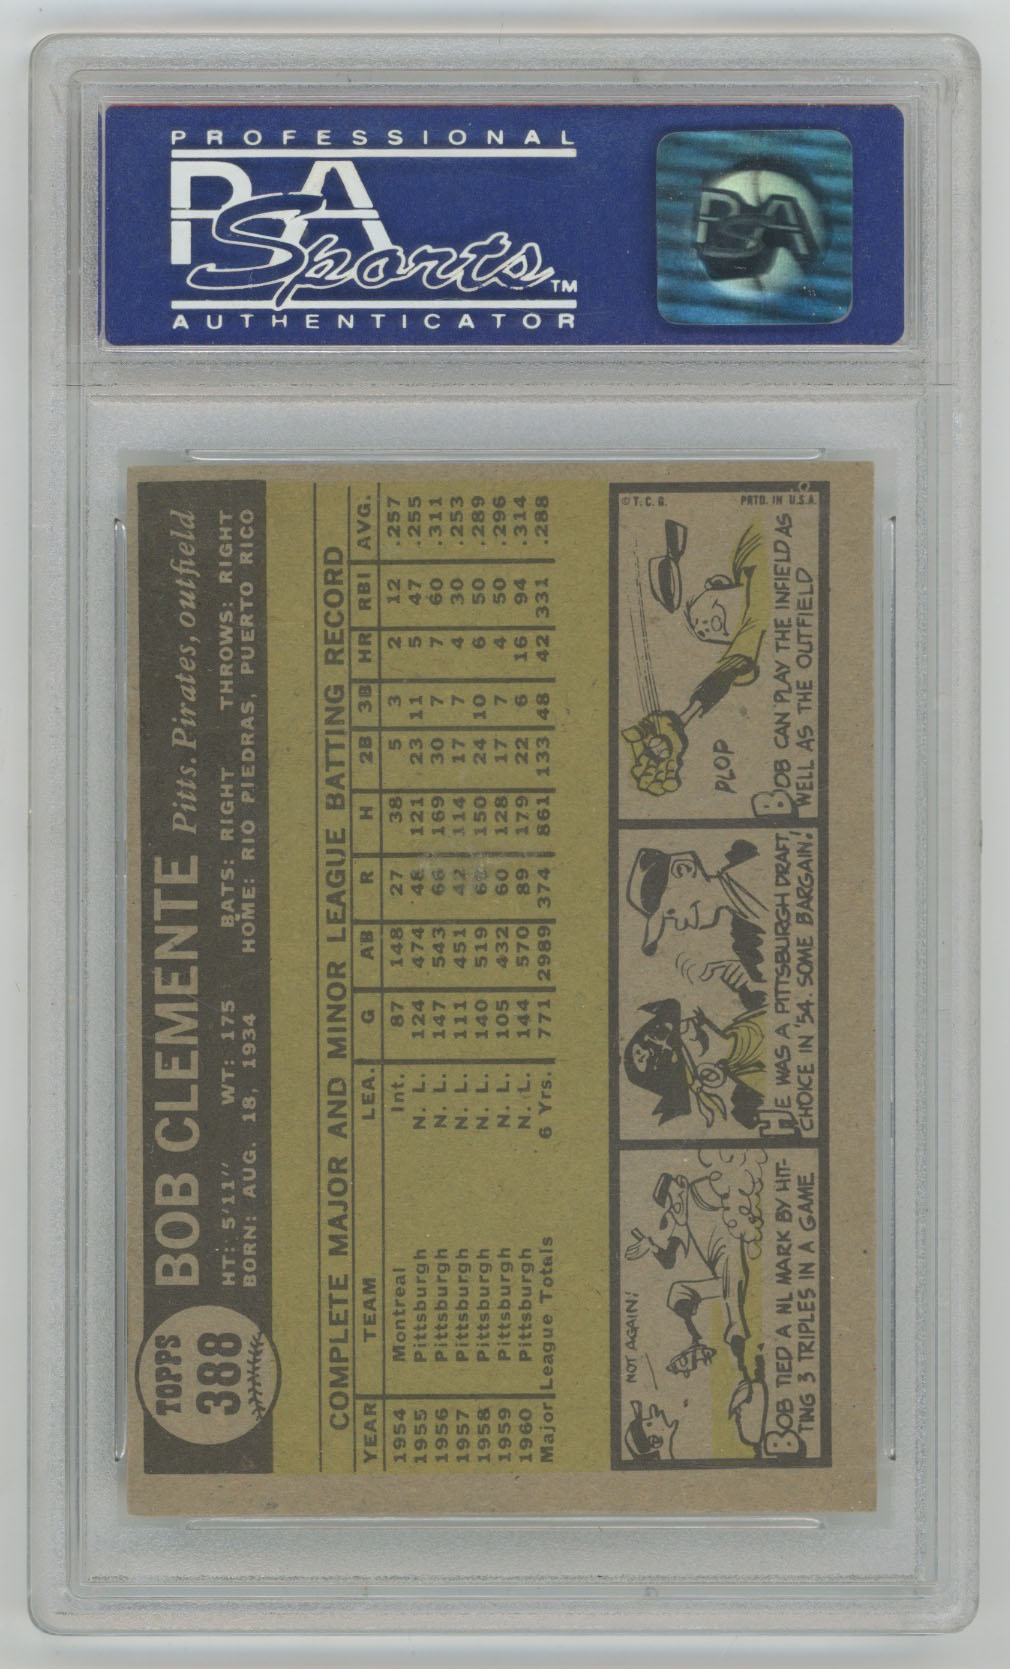 PROFESSIONAL
PSA
Sports™
AUTHENTICATOR
PSA
TOPPS
388
BOB CLEMENTE Pitts. Pirates, outfield
HT: 5'11" WT: 175 BATS: RIGHT THROWS: RIGHT
BORN: AUG. 18, 1934 HOME: RIO PIEDRAS, PUERTO RICO
COMPLETE MAJOR AND MINOR LEAGUE BATTING RECORD
YEAR TEAM LEA. G AB R H 2B 3B HR RBI AVG.
1954 Montreal Int. 87 148 27 38 5 3 2 12 .257
1955 Pittsburgh N. L. 124 474 48 121 23 11 5 47 .255
1956 Pittsburgh N. L. 147 543 66 169 30 7 7 60 .311
1957 Pittsburgh N. L. 111 451 42 114 17 7 4 30 .253
1958 Pittsburgh N. L. 140 519 150 24 10 6 50 .289
1959 Pittsburgh N. L. 105 432 60 128 17 7 4 50 .296
1960 Pittsburgh N. L. 144 570 89 179 22 6 16 94 .314
Major League Totals 6 Yrs. 771 2989 374 861 133 48 42 331 .288
NOT AGAIN!
BOB TIED A NL MARK BY HIT-
TING 3 TRIPLES IN A GAME
HE WAS A PITTSBURGH DRAFT
CHOICE IN '54. SOME BARGAIN!
© T. C. G. PRTD. IN U.S.A.
PLOP
BOB CAN PLAY THE INFIELD AS
WELL AS THE OUTFIELD